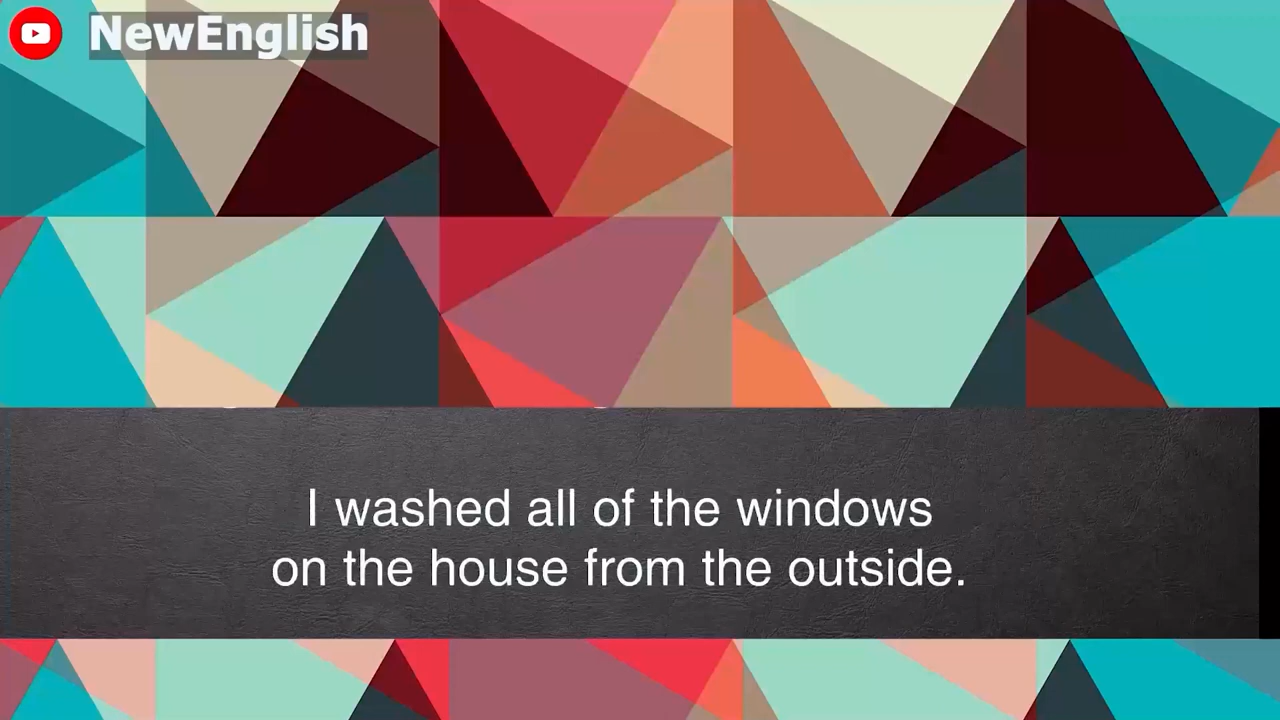 NewEnglish
I washed all of the windows
on the house from the outside.